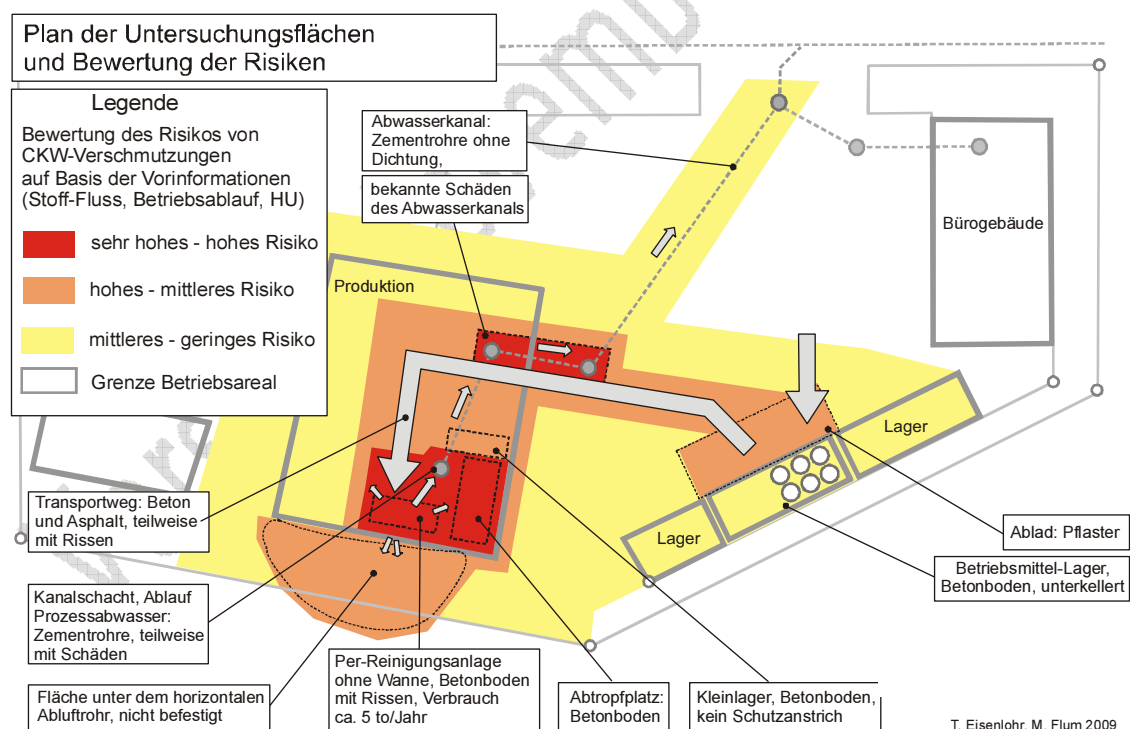 Plan der Untersuchungsflächen
und Bewertung der Risiken
Legende
Bewertung des Risikos von
CKW-Verschmutzungen
auf Basis der Vorinformationen
(Stoff-Fluss, Betriebsablauf, HU)
sehr hohes - hohes Risiko
hohes - mittleres Risiko
mittleres - geringes Risiko
Grenze Betriebsareal
Abwasserkanal:
Zementrohre ohne
Dichtung,
bekannte Schäden
des Abwasserkanals
Bürogebäude
Produktion
Lager
Lager
Transportweg: Beton
und Asphalt, teilweise
mit Rissen
Ablad: Pflaster
Betriebsmittel-Lager,
Betonboden, unterkellert
Kanalschacht, Ablauf
Prozessabwasser:
Zementrohre, teilweise
mit Schäden
Fläche unter dem horizontalen
Abluftrohr, nicht befestigt
Per-Reinigungsanlage
ohne Wanne, Betonboden
mit Rissen, Verbrauch
ca. 5 to/Jahr
Abtropfplatz:
Betonboden
Kleinlager, Betonboden,
kein Schutzanstrich
T. Eisenlohr, M. Flum 2009